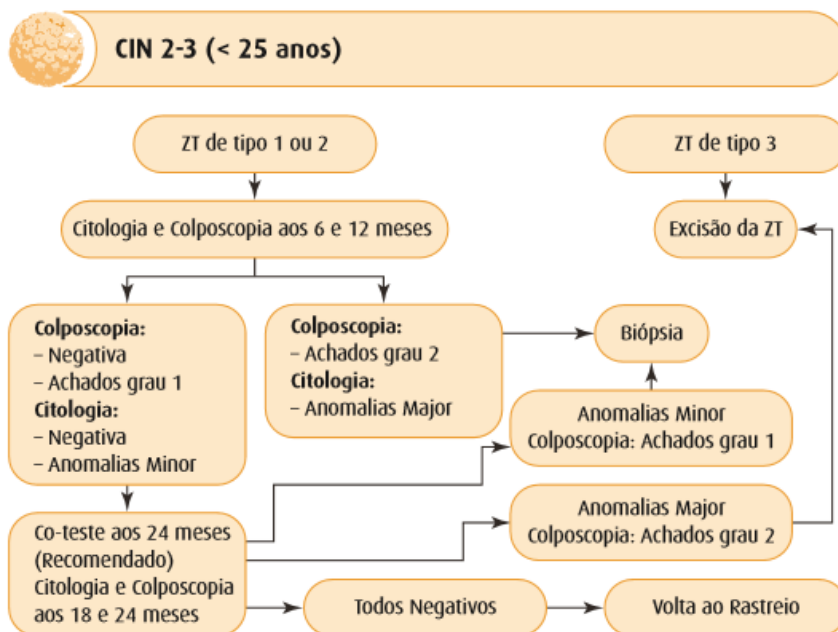 CIN 2-3 (< 25 anos)
ZT de tipo 1 ou 2
ZT de tipo 3
Citologia e Colposcopia aos 6 e 12 meses
Excisão da ZT
Colposcopia:
– Negativa
– Achados grau 1
Citologia:
– Negativa
– Anomalias Minor
Colposcopia:
– Achados grau 2
Citologia:
– Anomalias Major
Biópsia
Anomalias Minor
Colposcopia: Achados grau 1
Anomalias Major
Colposcopia: Achados grau 2
Co-teste aos 24 meses
(Recomendado)
Citologia e Colposcopia
aos 18 e 24 meses
Todos Negativos
Volta ao Rastreio